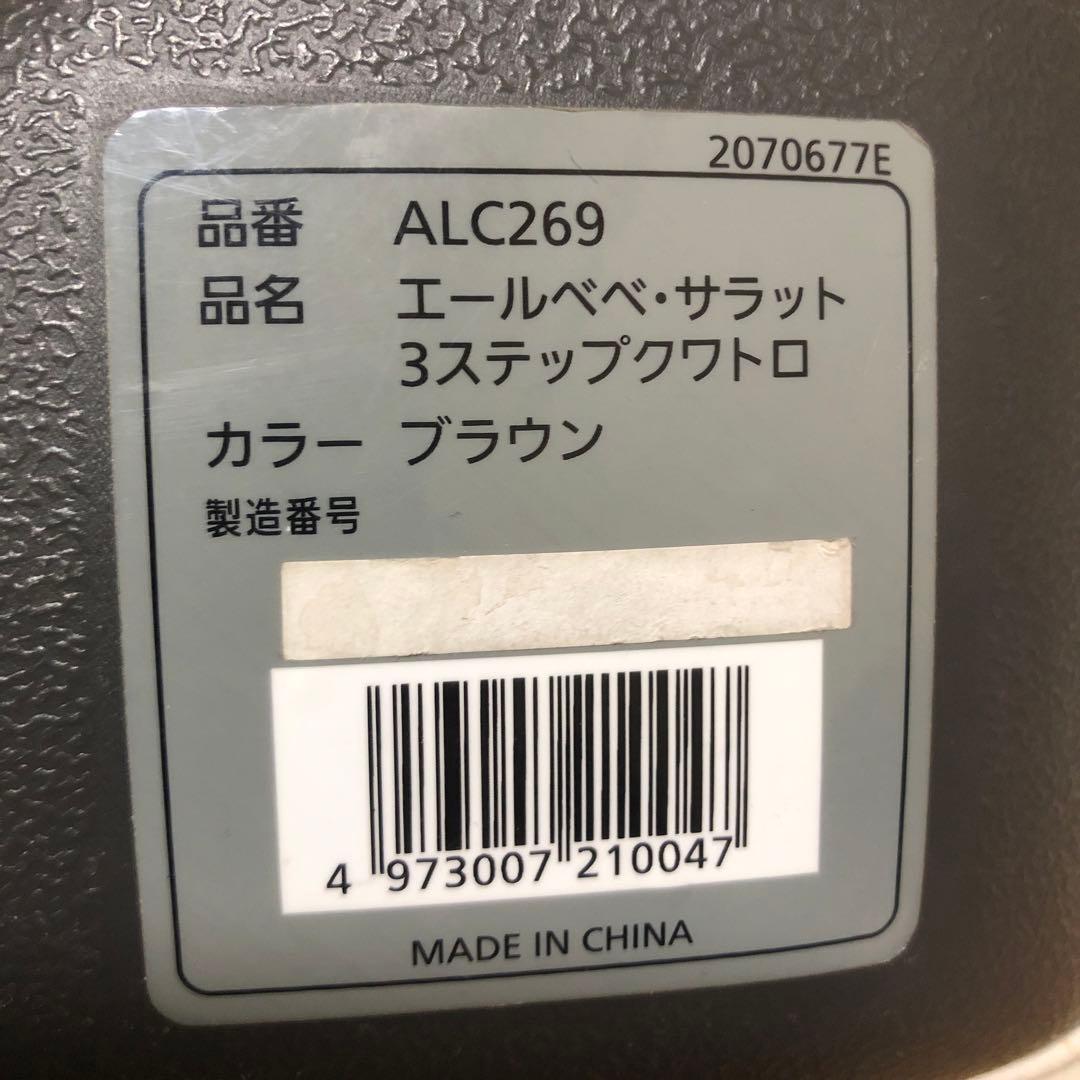 2070677E
品番 ALC269
品名 エールベベ・サラット
3ステップクワトロ
カラー ブラウン
製造番号
4 973007 210047
MADE IN CHINA